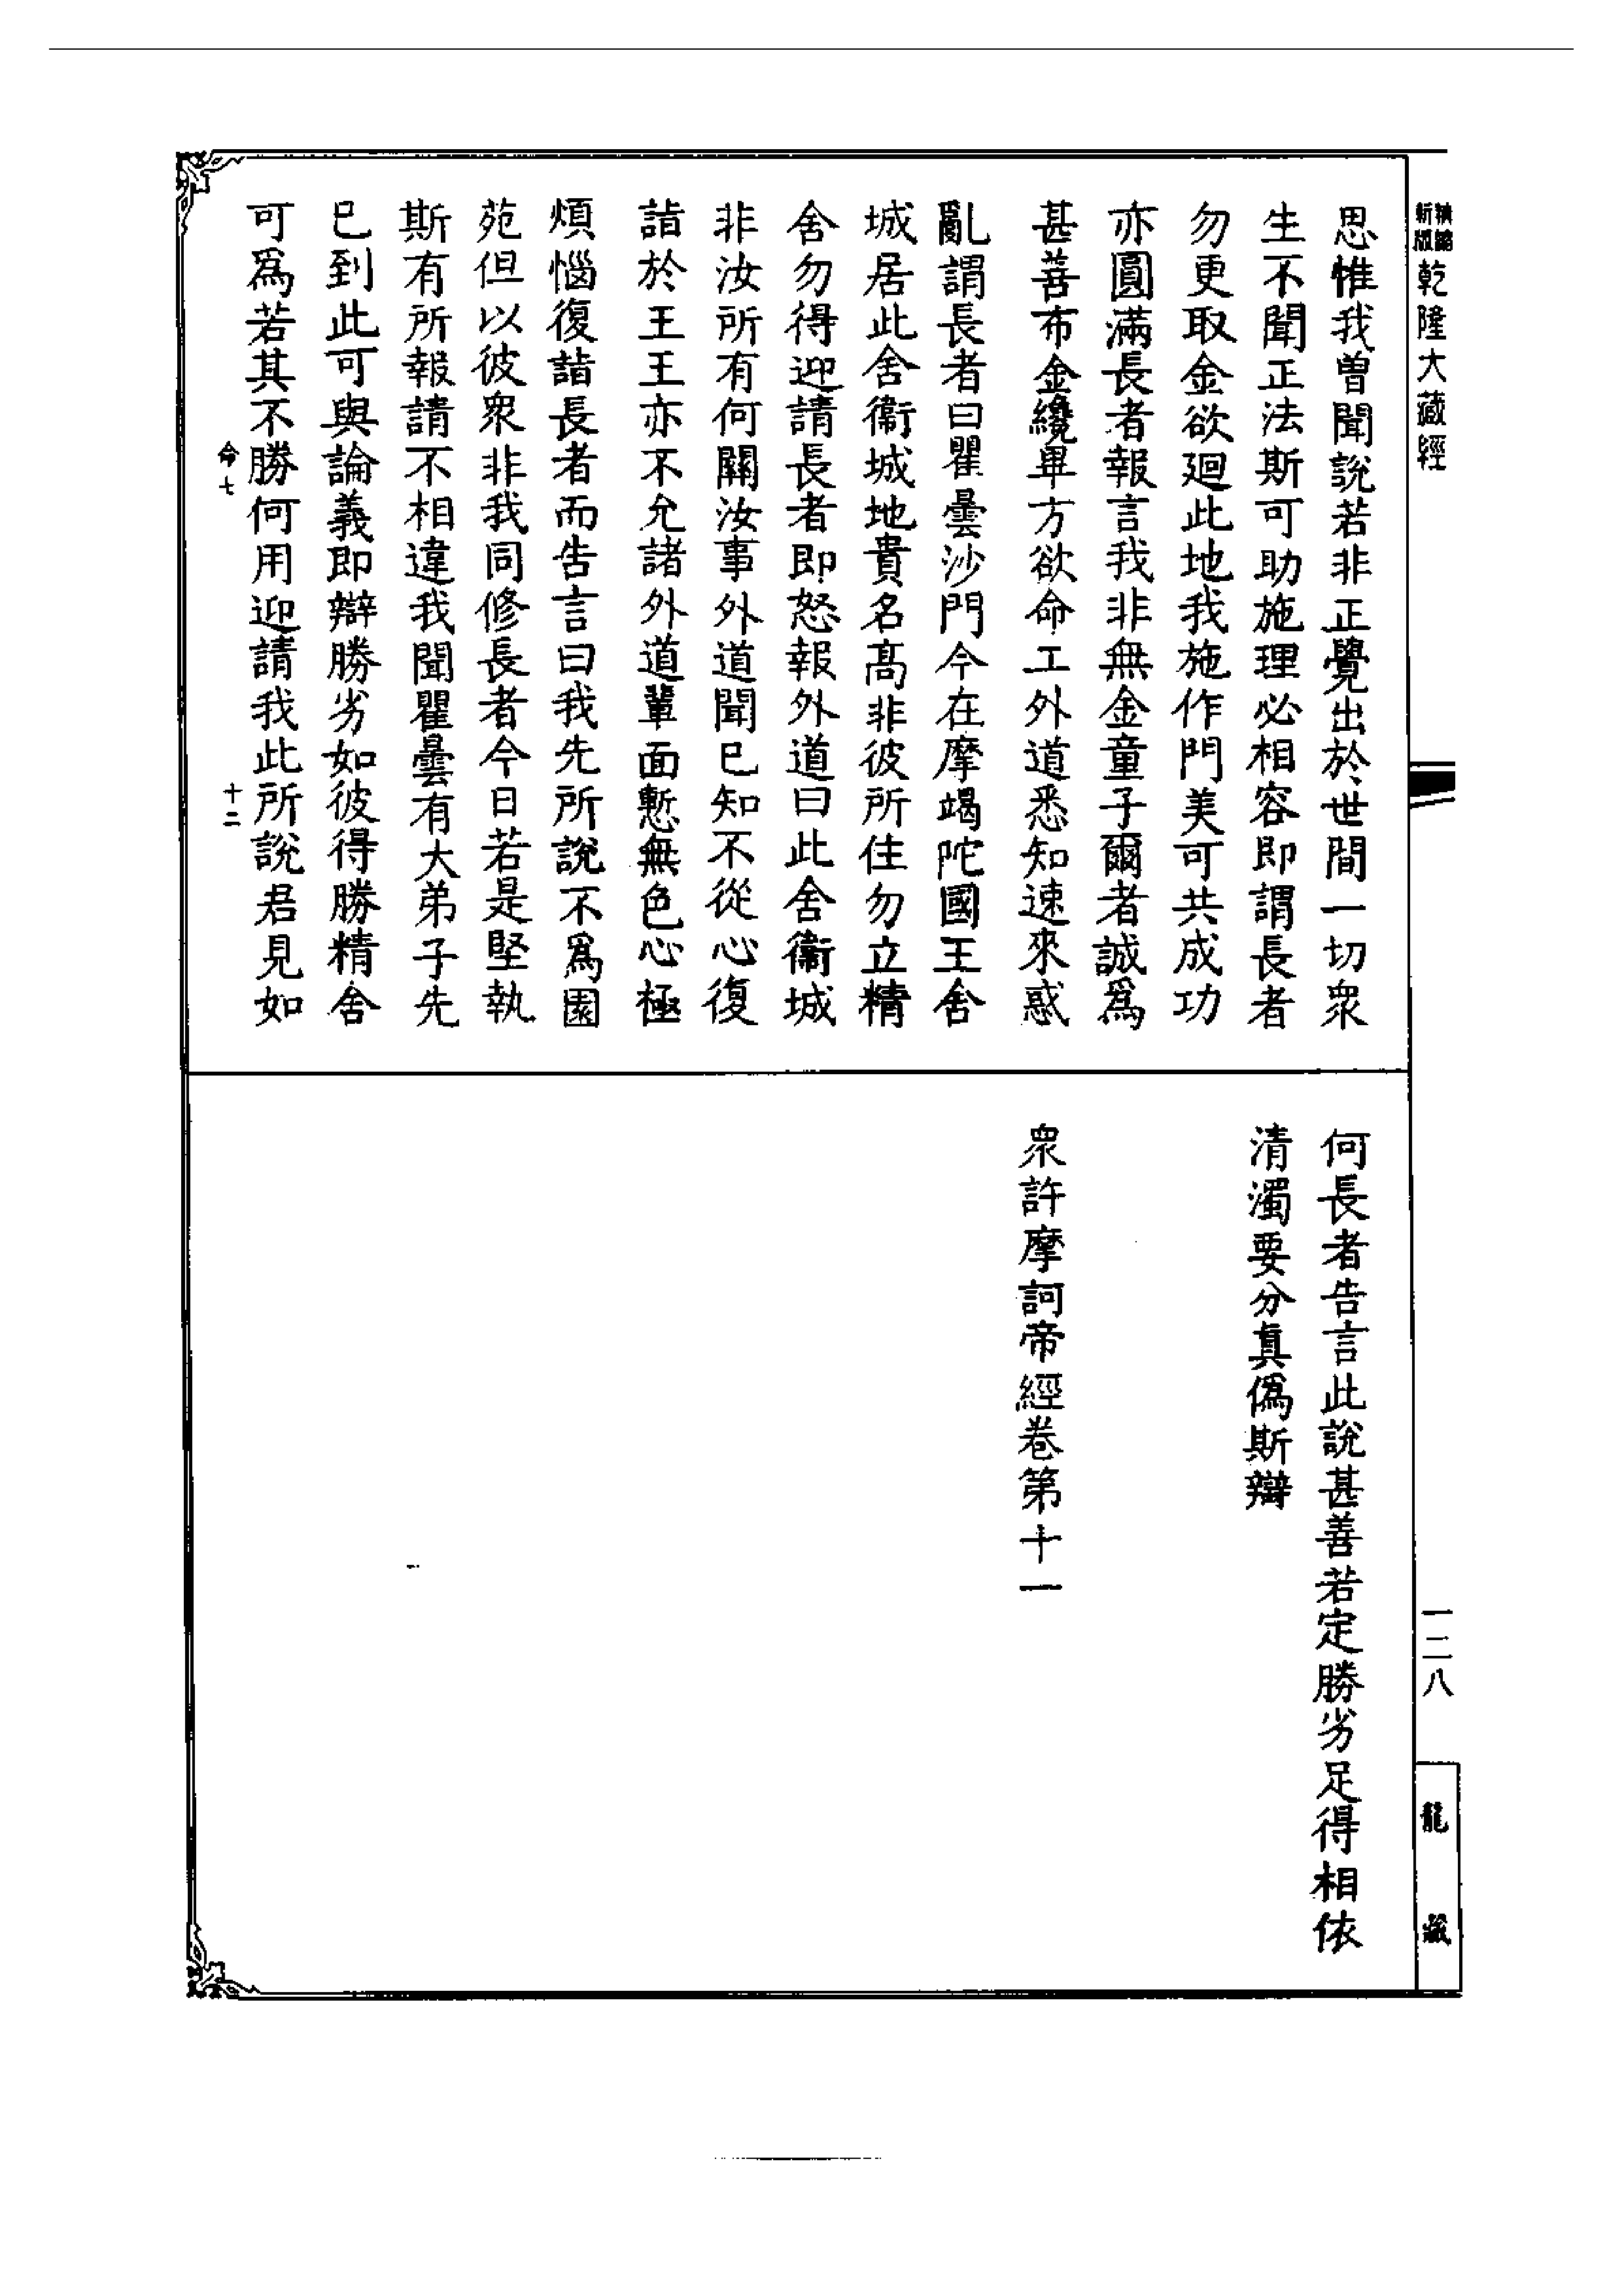 精縮新版乾隆大藏經
思惟我曾聞說若非正覺出於世間一切衆
生不聞正法斯可助施理必相容即謂長者
勿更取金欲廻此地我施作門美可共成功
亦圓滿長者報言我非無金童子爾者誠爲
甚善布金纔畢方欲命工外道悉知速來惑
亂謂長者曰瞿曇沙門今在摩竭陀國王舍
城居此舍衞城地貴名髙非彼所住勿立精
舍勿得迎請長者即怒報外道曰此舍衞城
非汝所有何關汝事外道聞已知不從心復
詣於王王亦不允諸外道輩面慙無色心極
煩惱復詣長者而告言曰我先所說不爲園
苑但以彼衆非我同修長者今日若是堅執
斯有所報請不相違我聞瞿曇有大弟子先
已到此可與論義即辯勝劣如彼得勝精舍
可爲若其不勝何用迎請我此所說君見如
命七
十二
何長者告言此說甚善若定勝劣足得相依
清濁要分真僞斯辯
衆許摩訶帝經卷第十一
一二八
龍藏